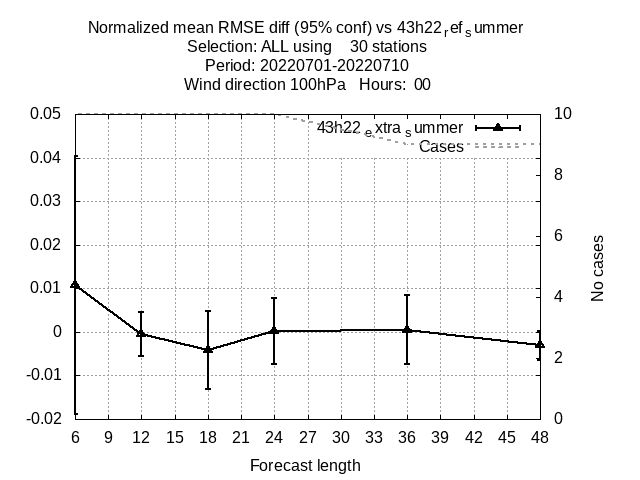 Normalized mean RMSE diff (95% conf) vs 43h22refsummer
Selection: ALL using 30 stations
Period: 20220701-20220710
Wind direction 100hPa Hours: 00
43h22extrasummer
Cases
0.05
0.04
0.03
0.02
0.01
0
-0.01
-0.02
10
8
6
4
2
0
No cases
6 9 12 15 18 21 24 27 30 33 36 39 42 45 48
Forecast length